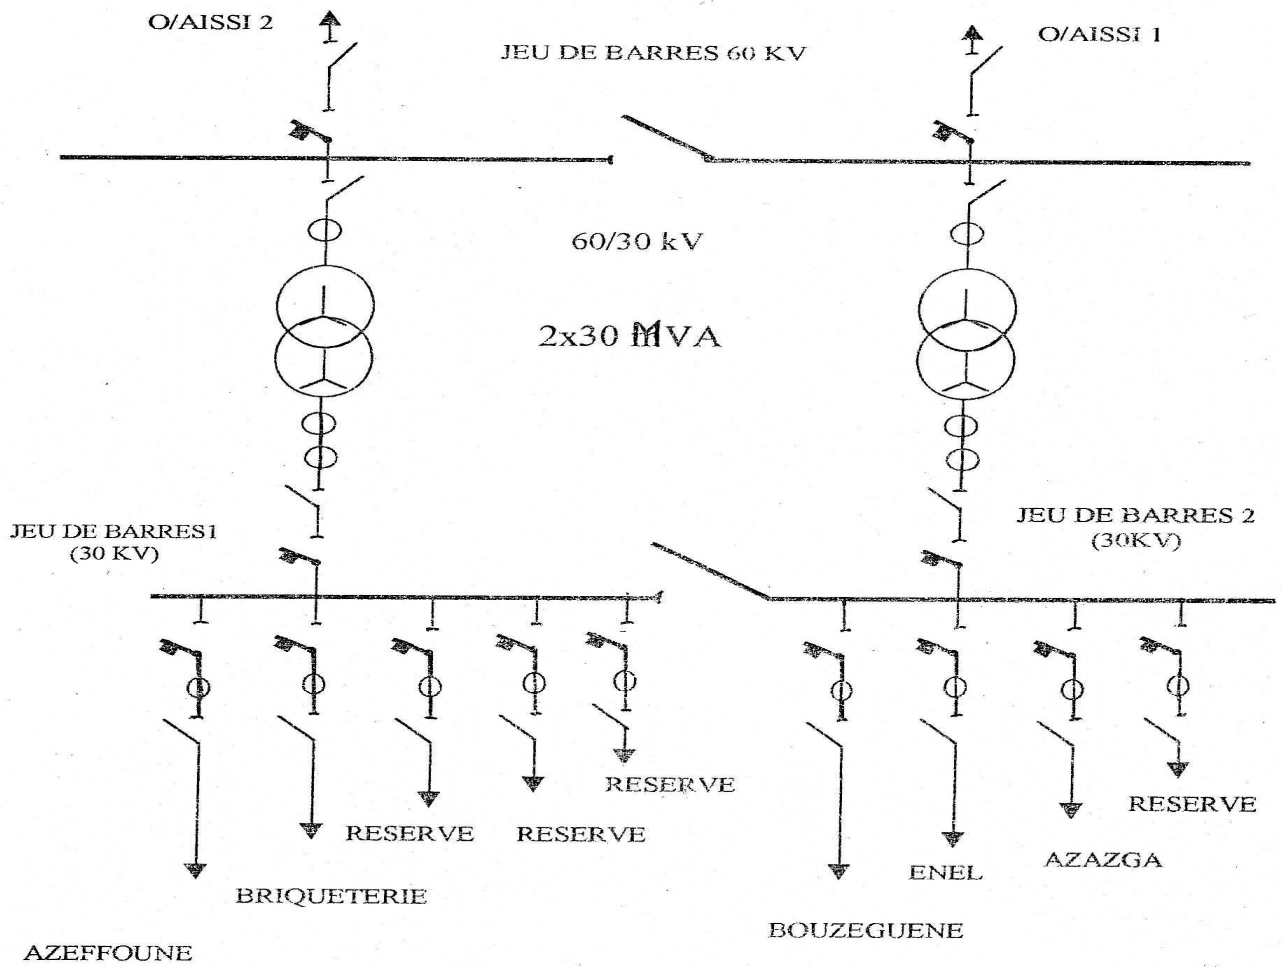 O/AISSI 2
JEU DE BARRES 60 KV
O/AISSI 1
60/30 kV
2x30 MVA
JEU DE BARRES1
(30 KV)
JEU DE BARRES 2
(30KV)
RESERVE
RESERVE
RESERVE
RESERVE
ENEL
AZAZGA
BRIQUETERIE
BOUZEGUENE
AZEFFOUNE